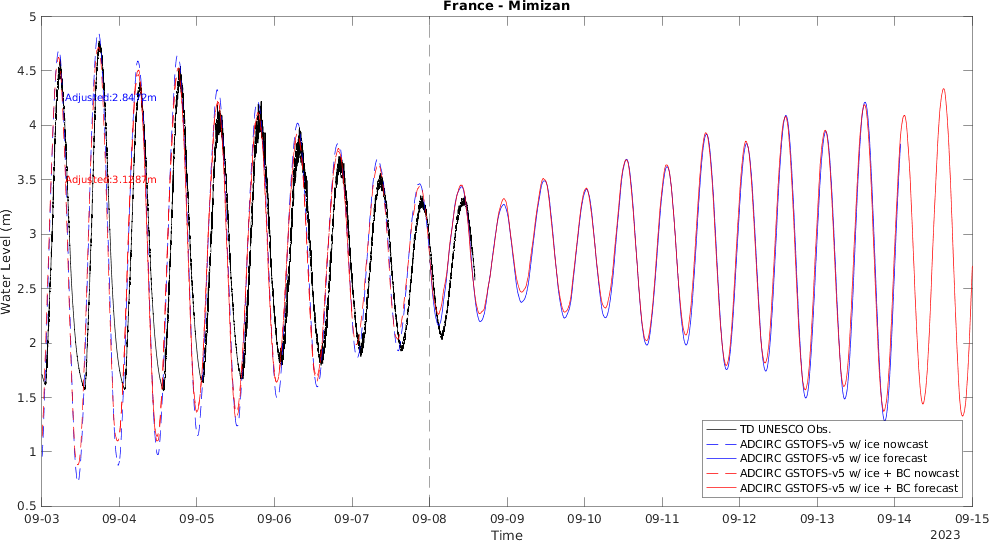 France - Mimizan
Water Level (m)
5
4.5
4
3.5
3
2.5
2
1.5
1
0.5
Adjusted:2.8472m
Adjusted:3.1287m
TD UNESCO Obs.
ADCIRC GSTOFS-v5 w/ ice nowcast
ADCIRC GSTOFS-v5 w/ ice forecast
ADCIRC GSTOFS-v5 w/ ice + BC nowcast
ADCIRC GSTOFS-v5 w/ ice + BC forecast
09-03 09-04 09-05 09-06 09-07 09-08 09-09 09-10 09-11 09-12 09-13 09-14 09-15
Time
2023